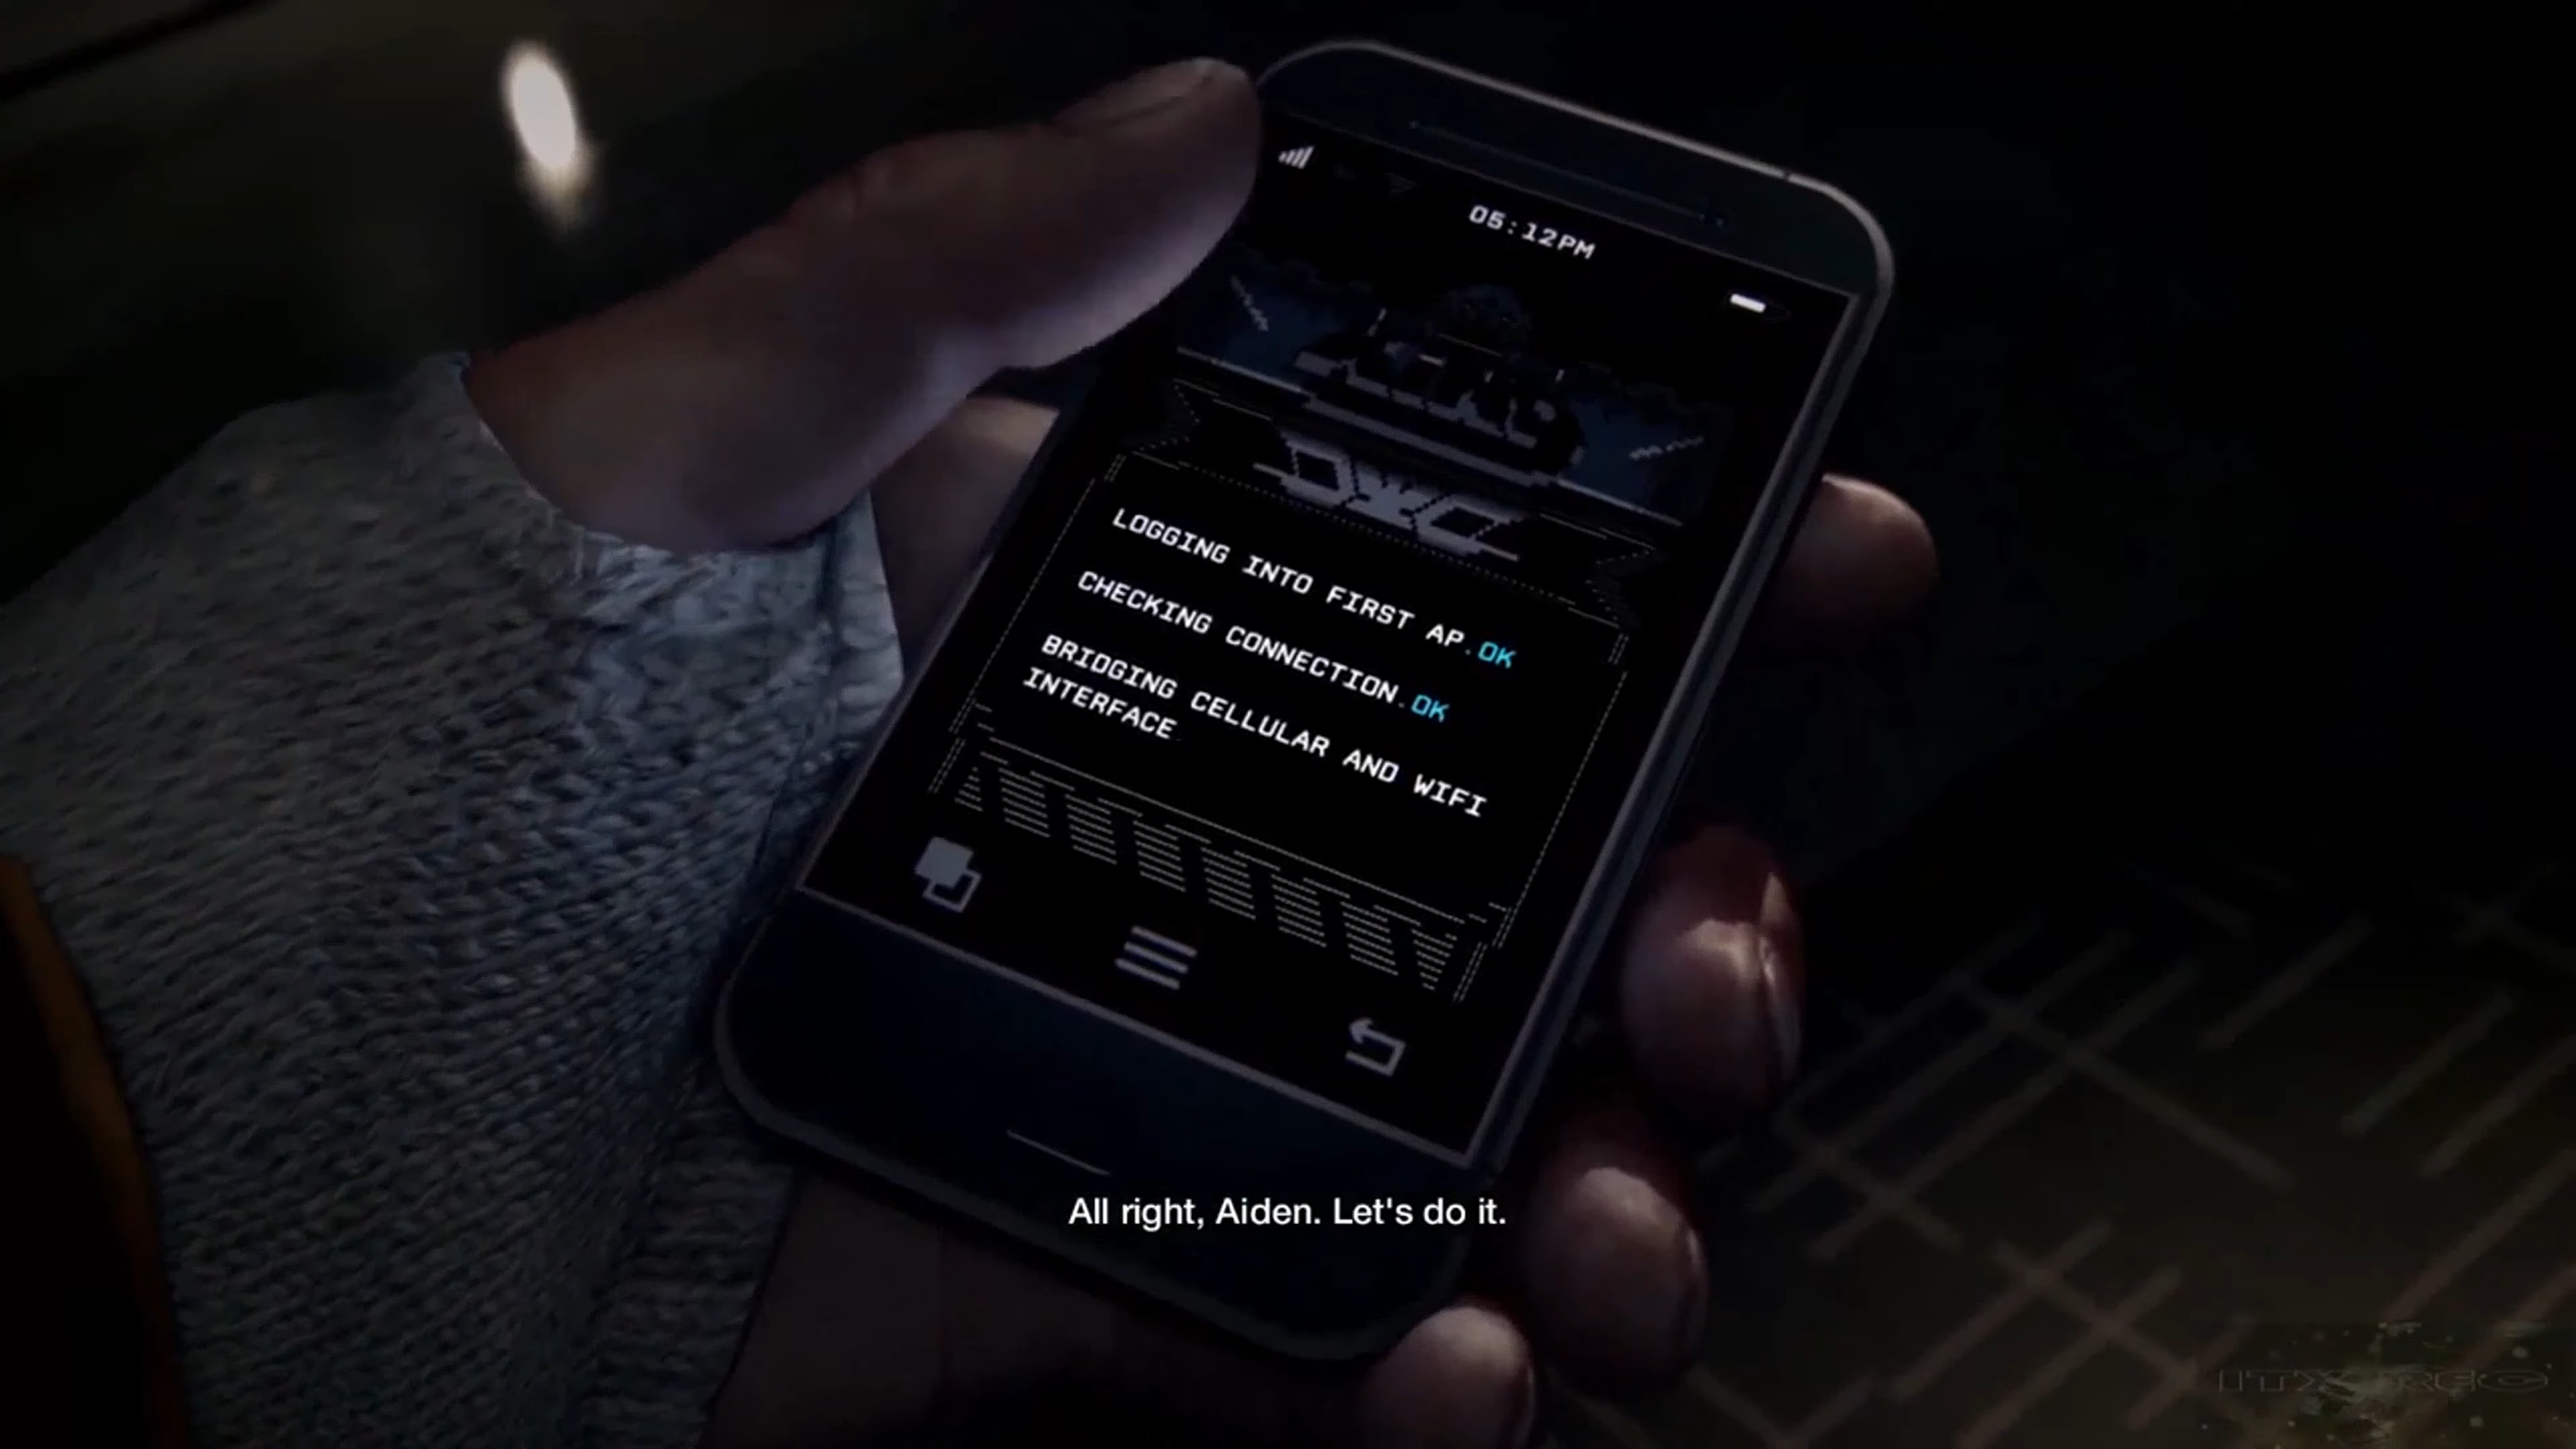 05:12PM
LOGGING INTO FIRST AP.OK
CHECKING CONNECTION.OK
BRIDGING CELLULAR AND WIFI
INTERFACE
All right, Aiden. Let's do it.